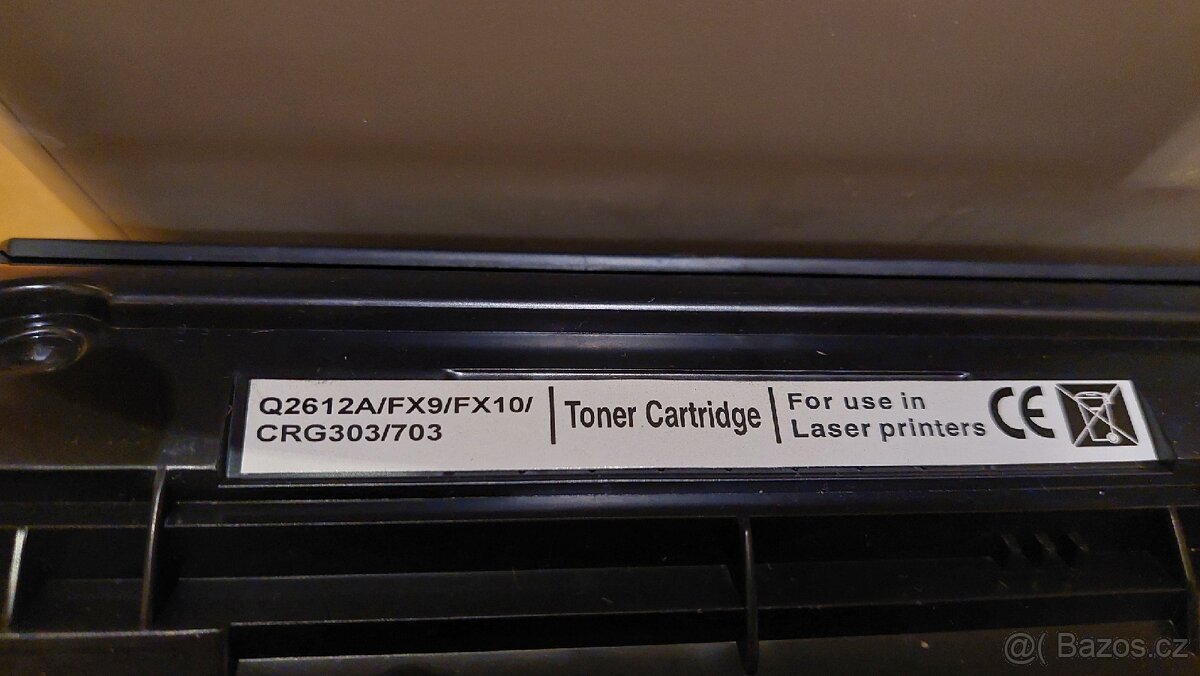 Q2612A/FX9/FX10/
CRG303/703
Toner Cartridge
For use in
Laser printers
CE
@( Bazos.cz